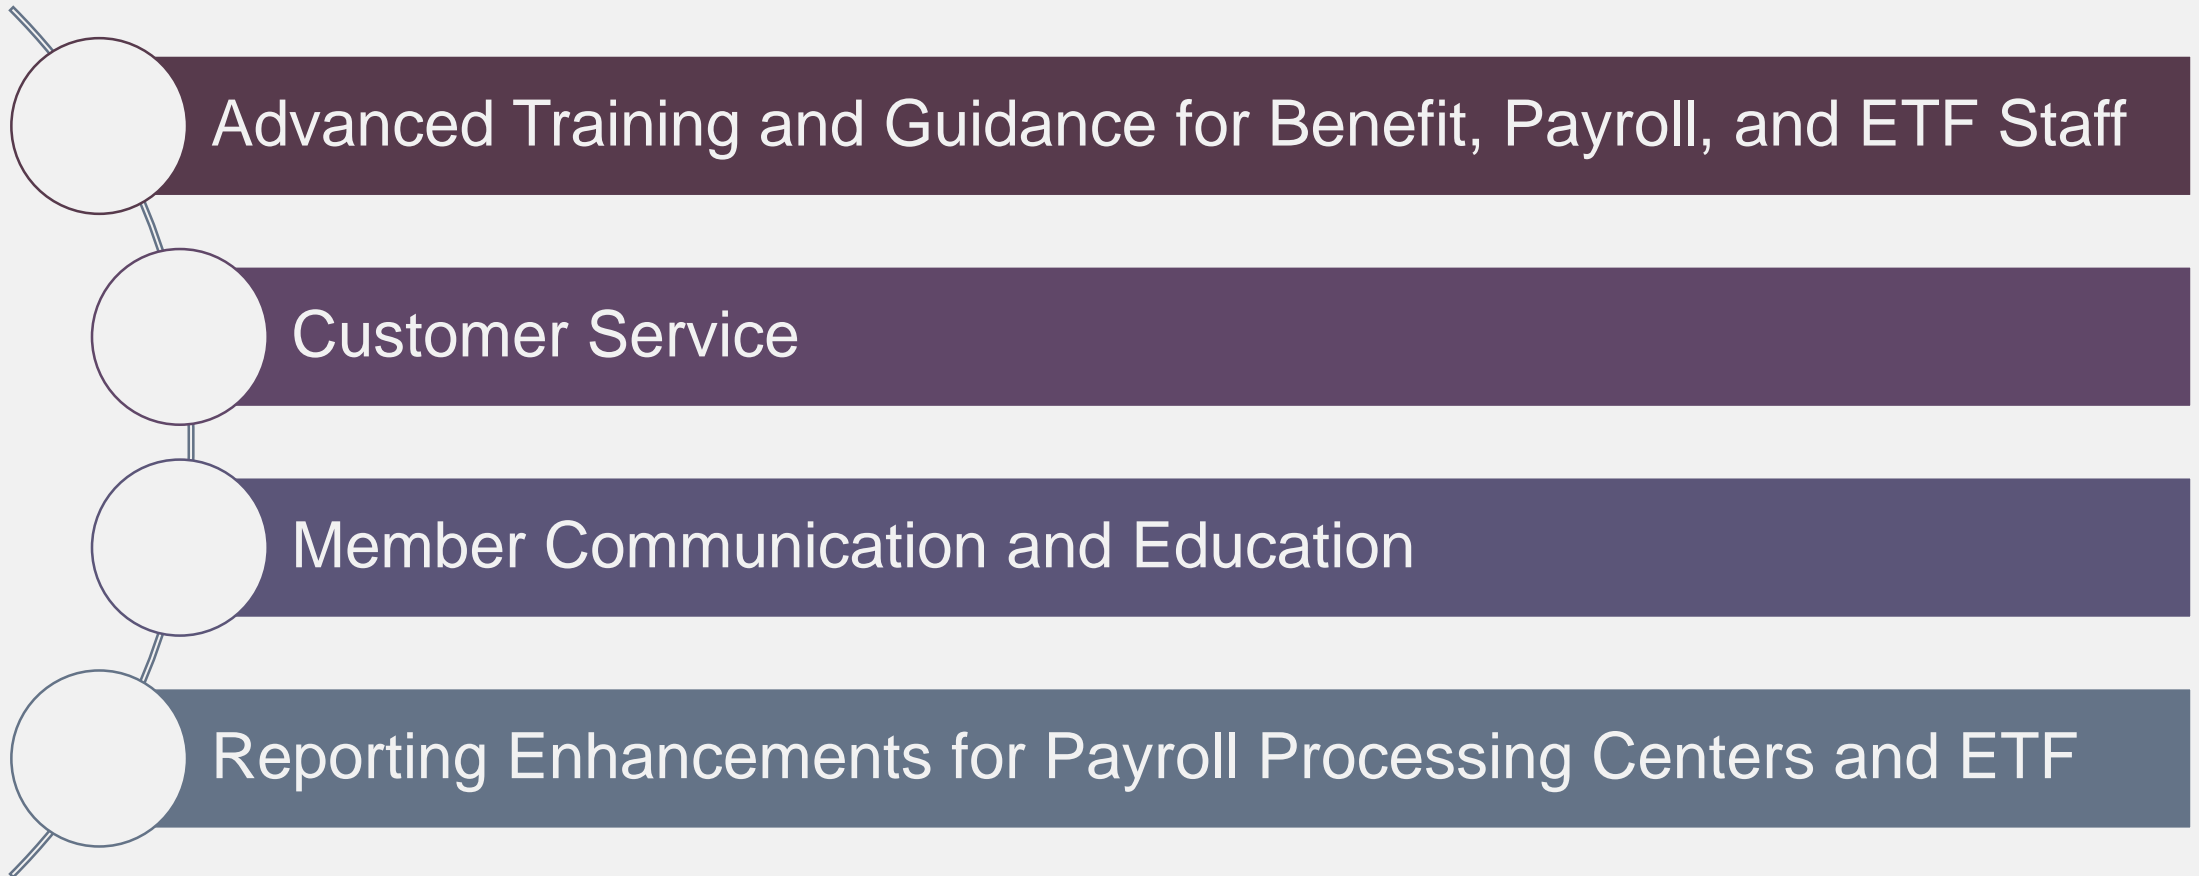 Advanced Training and Guidance for Benefit, Payroll, and ETF Staff
Customer Service
Member Communication and Education
Reporting Enhancements for Payroll Processing Centers and ETF